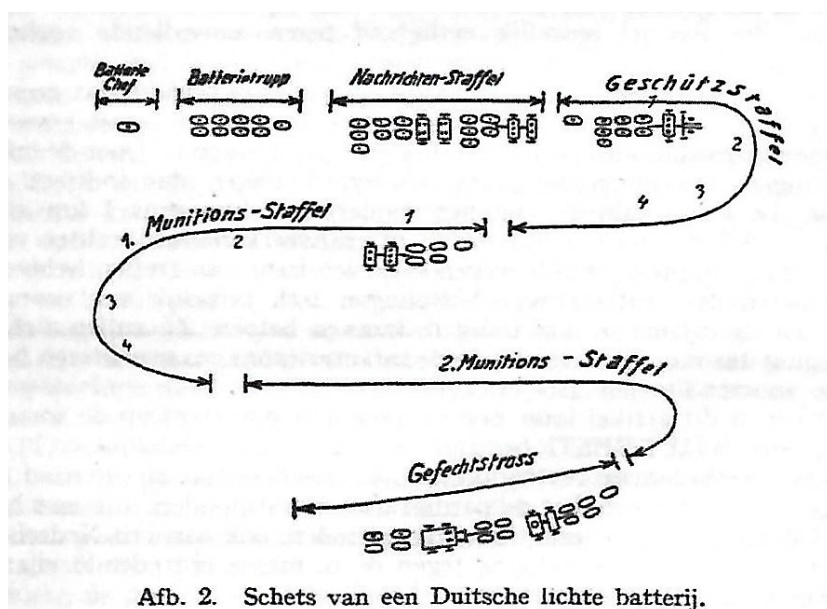 Batterie Chef
Batterietrupp
Nachrichten-Staffel
Geschützstaffel
1
2
3
4
1. Munitions-Staffel
1
2
3
4
2. Munitions-Staffel
Gefechtstross
Afb. 2. Schets van een Duitsche lichte batterij.